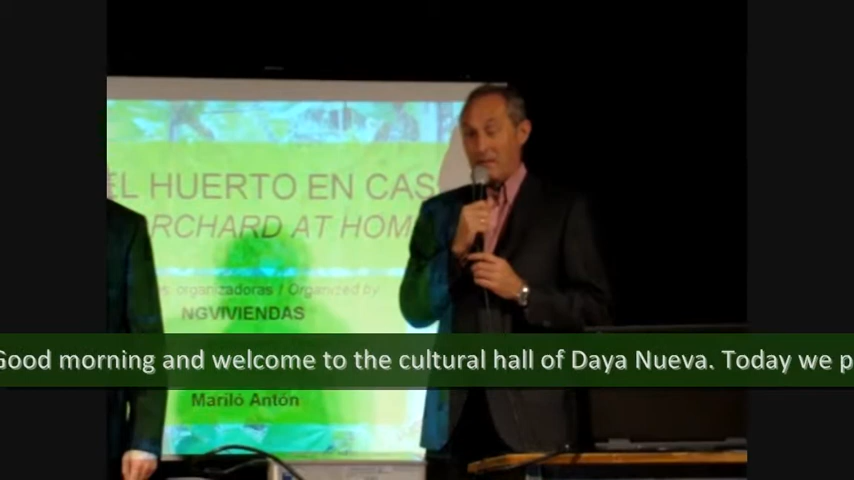 EL HUERTO EN CAS
RCHARD AT HOM
organizadoras / Organized by
NGVIVIENDAS
Good morning and welcome to the cultural hall of Daya Nueva. Today we p
Mariló Antón